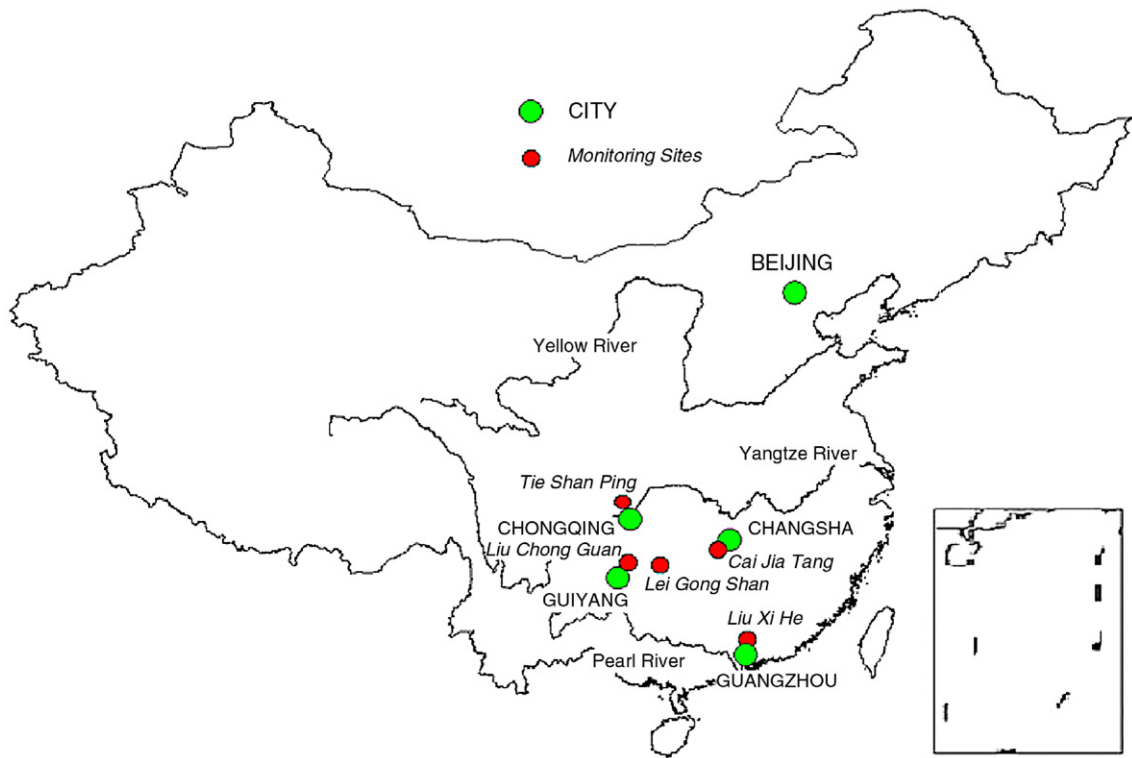 CITY
Monitoring Sites
BEIJING
Yellow River
Yangtze River
Tie Shan Ping
CHONGQING
CHANGSHA
Liu Chong Guan
Cai Jia Tang
Lei Gong Shan
GUIYANG
Liu Xi He
Pearl River
GUANGZHOU